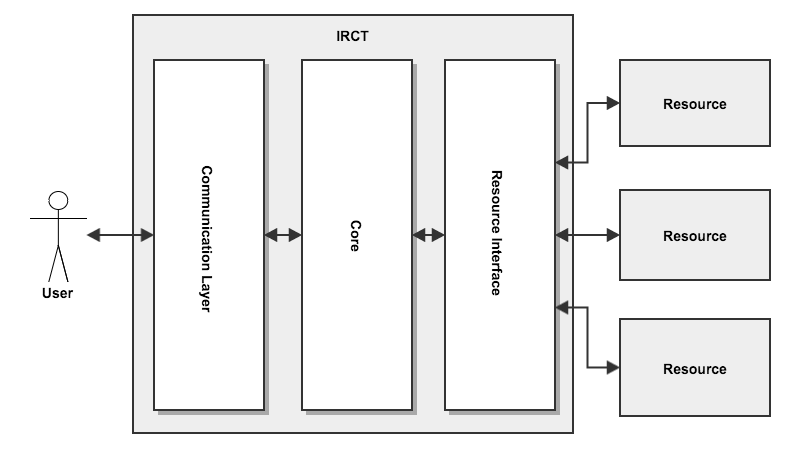 IRCT
User
Communication Layer
Core
Resource Interface
Resource
Resource
Resource